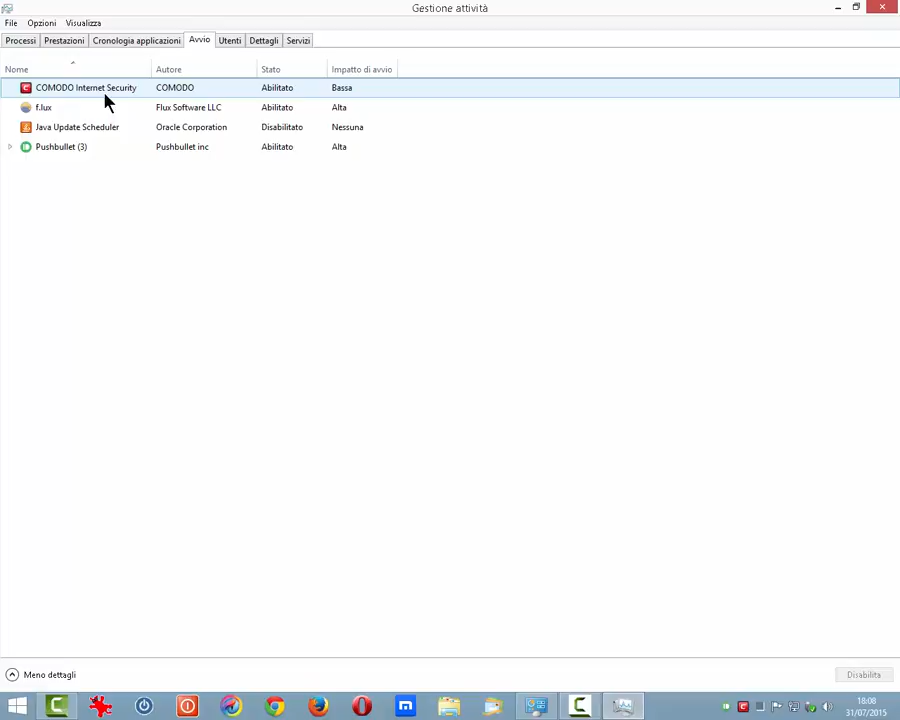 Gestione attività
File Opzioni Visualizza
Processi Prestazioni Cronologia applicazioni Avvio Utenti Dettagli Servizi
Nome Autore Stato Impatto di avvio
COMODO Internet Security COMODO Abilitato Bassa
f.lux Flux Software LLC Abilitato Alta
Java Update Scheduler Oracle Corporation Disabilitato Nessuna
Pushbullet (3) Pushbullet inc Abilitato Alta
Meno dettagli Disabilita
18:08
31/07/2015